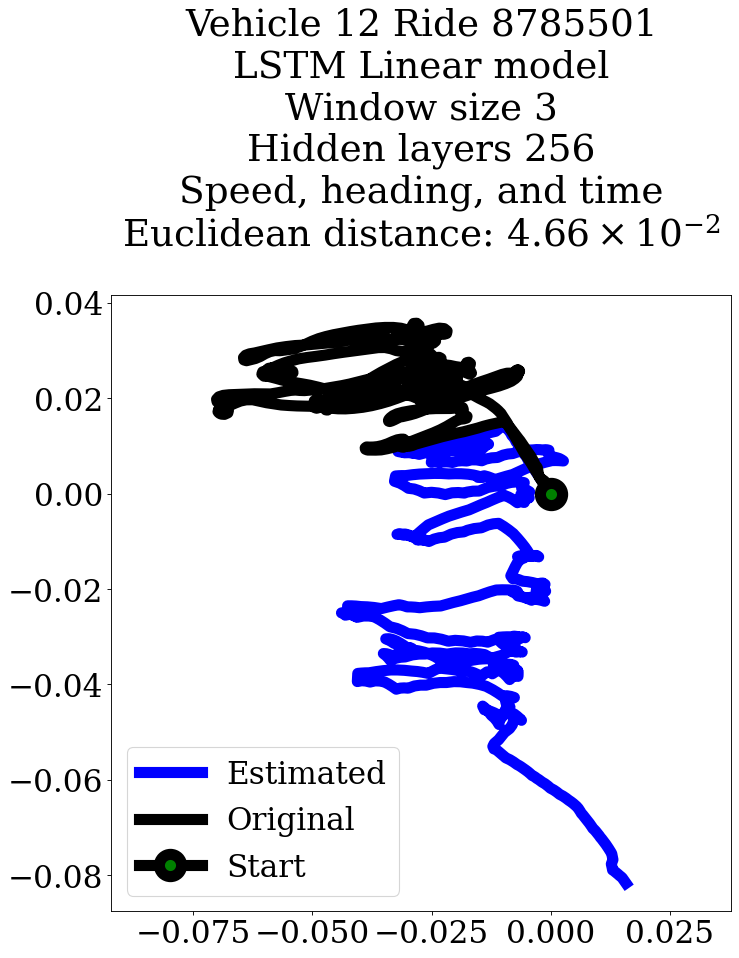 Vehicle 12 Ride 8785501
LSTM Linear model
Window size 3
Hidden layers 256
Speed, heading, and time
Euclidean distance: 4.66 × 10⁻²
0.04
0.02
0.00
−0.02
−0.04
−0.06
−0.08
Estimated
Original
Start
−0.075 −0.050 −0.025 0.000 0.025